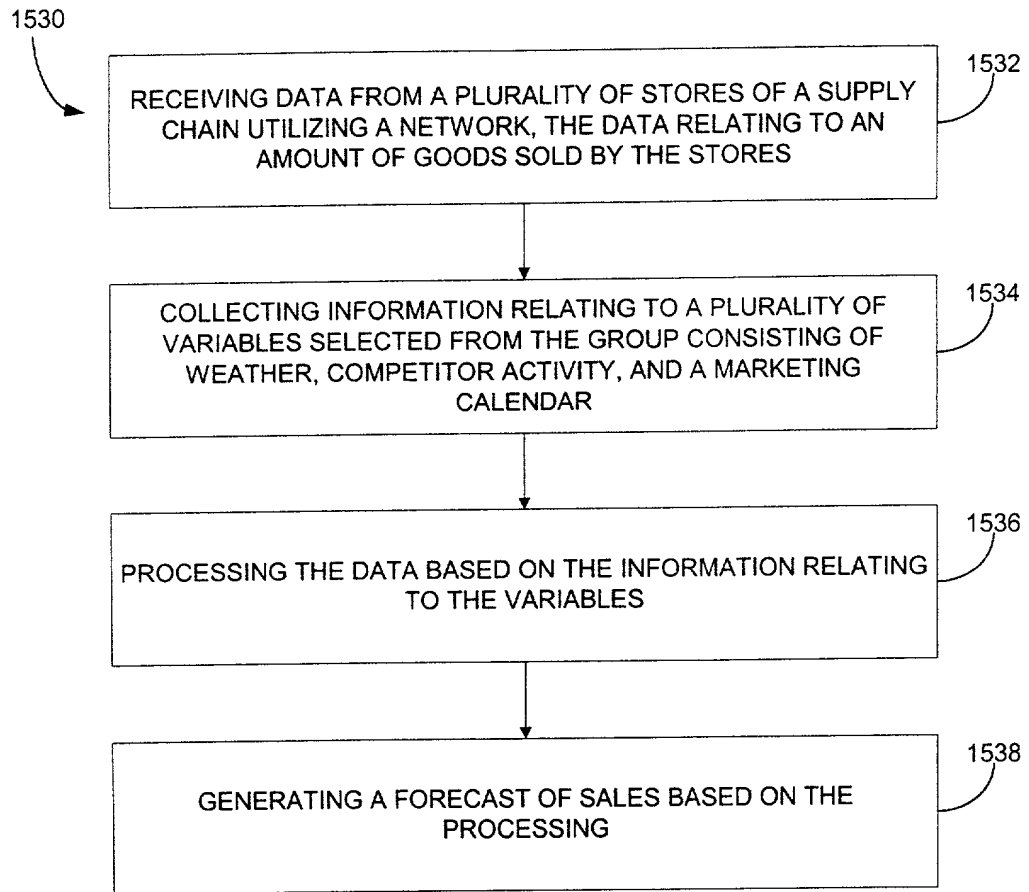 1530
1532
RECEIVING DATA FROM A PLURALITY OF STORES OF A SUPPLY
CHAIN UTILIZING A NETWORK, THE DATA RELATING TO AN
AMOUNT OF GOODS SOLD BY THE STORES
1534
COLLECTING INFORMATION RELATING TO A PLURALITY OF
VARIABLES SELECTED FROM THE GROUP CONSISTING OF
WEATHER, COMPETITOR ACTIVITY, AND A MARKETING
CALENDAR
1536
PROCESSING THE DATA BASED ON THE INFORMATION RELATING
TO THE VARIABLES
1538
GENERATING A FORECAST OF SALES BASED ON THE
PROCESSING